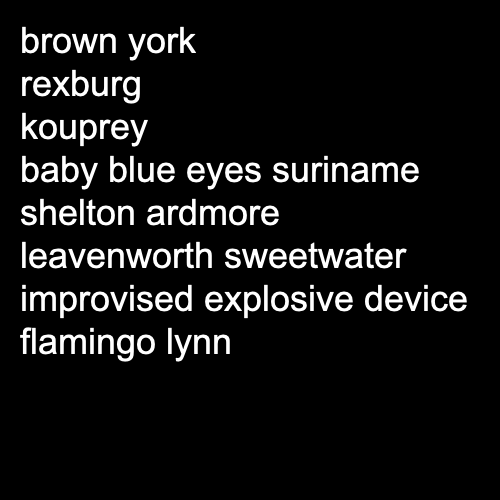 brown york
rexburg
kouprey
baby blue eyes suriname
shelton ardmore
leavenworth sweetwater
improvised explosive device
flamingo lynn